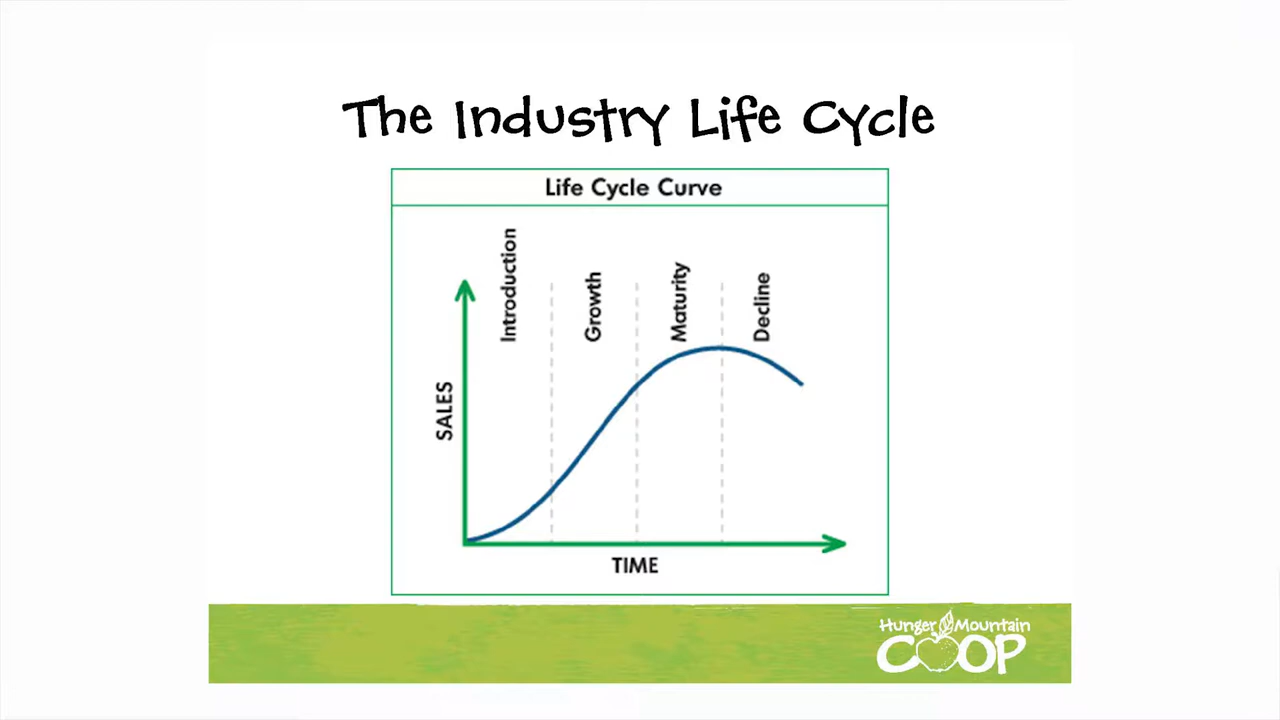 The Industry Life Cycle
Life Cycle Curve
Introduction
Growth
Maturity
Decline
SALES
TIME
Hunger Mountain
COOP